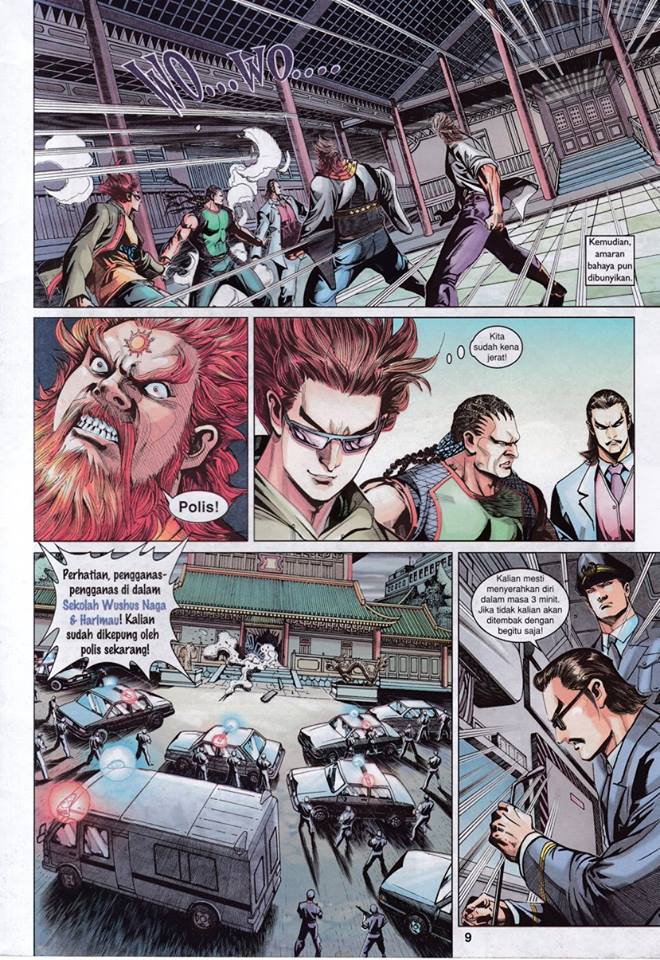 WO...WO....
Kemudian,
amaran
bahaya pun
dibunyikan.
Polis!
Kita
sudah kena
jerat!
Perhatian, pengganas-
pengganas di dalam
Sekolah Wushus Naga
& Harimau! Kalian
sudah dikepung oleh
polis sekarang!
Kalian mesti
menyerahkan diri
dalam masa 3 minit.
Jika tidak kalian akan
ditembak dengan
begitu saja!
9